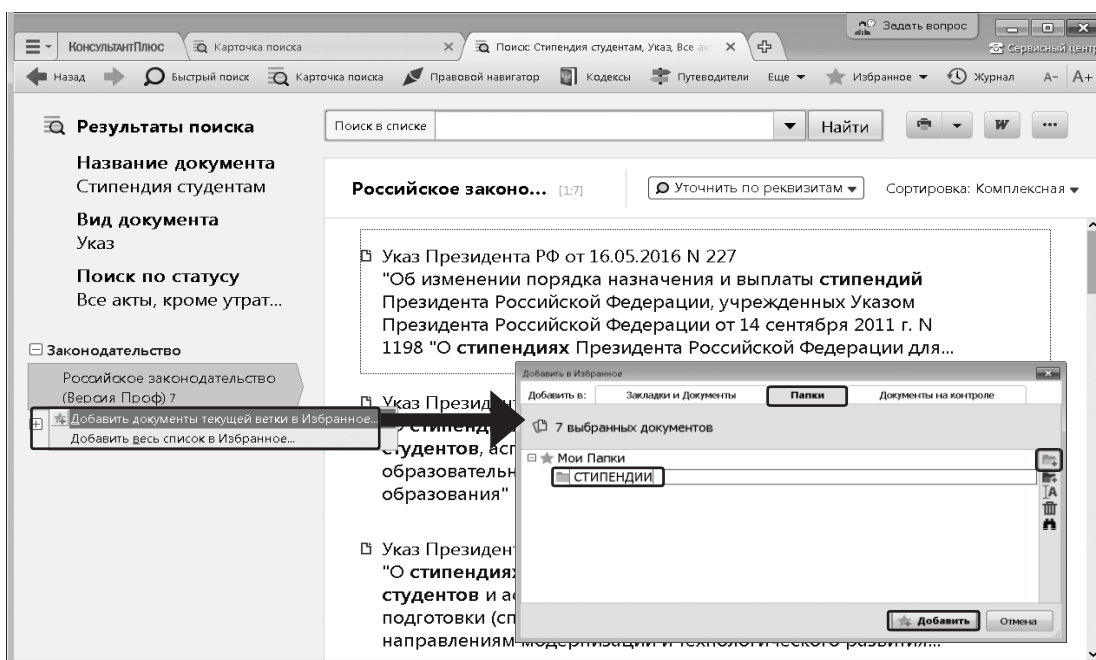 Задать вопрос
КонсультантПлюс
Карточка поиска
Поиск: Стипендия студентам, Указ, Все а
Сервисный центр
Назад
Быстрый поиск
Карточка поиска
Правовой навигатор
Кодексы
Путеводители
Еще
Избранное
Журнал
A-
A+
Результаты поиска
Поиск в списке
Найти
W
...
Название документа
Стипендия студентам
Российское законо... [1:7]
Уточнить по реквизитам
Сортировка: Комплексная
Вид документа
Указ
Поиск по статусу
Все акты, кроме утрат...
Указ Президента РФ от 16.05.2016 N 227
"Об изменении порядка назначения и выплаты стипендий
Президента Российской Федерации, учрежденных Указом
Президента Российской Федерации от 14 сентября 2011 г. N
1198 "О стипендиях Президента Российской Федерации для...
Законодательство
Российское законодательство
(Версия Проф) 7
Добавить документы текущей ветки в Избранное...
Добавить весь список в Избранное...
Указ Президен
"О стипенд
студентов, асп
образовательн
образования"
Указ Президен
"О стипендиях
студентов и ас
подготовки (сп
направлениям модернизации и технологического развития...
Добавить в Избранное
Добавить в:
Закладки и Документы
Папки
Документы на контроле
7 выбранных документов
Мои Папки
СТИПЕНДИИ
Добавить
Отмена